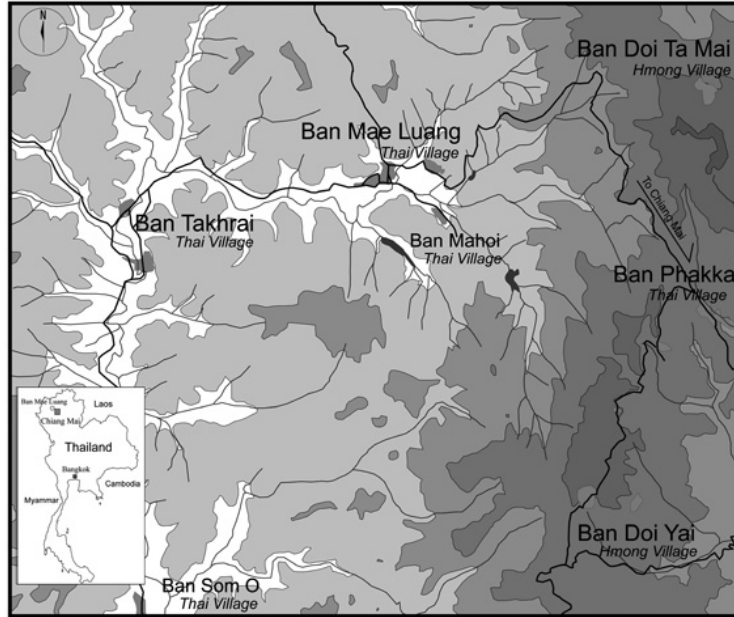 N
Ban Doi Ta Mai
Hmong Village
Ban Mae Luang
Thai Village
To Chiang Mai
Ban Takhrai
Thai Village
Ban Mahoi
Thai Village
Ban Phakka
Thai Village
Ban Mae Luang
Laos
Chiang Mai
Thailand
Bangkok
Cambodia
Myanmar
Ban Doi Yai
Hmong Village
Ban Som O
Thai Village